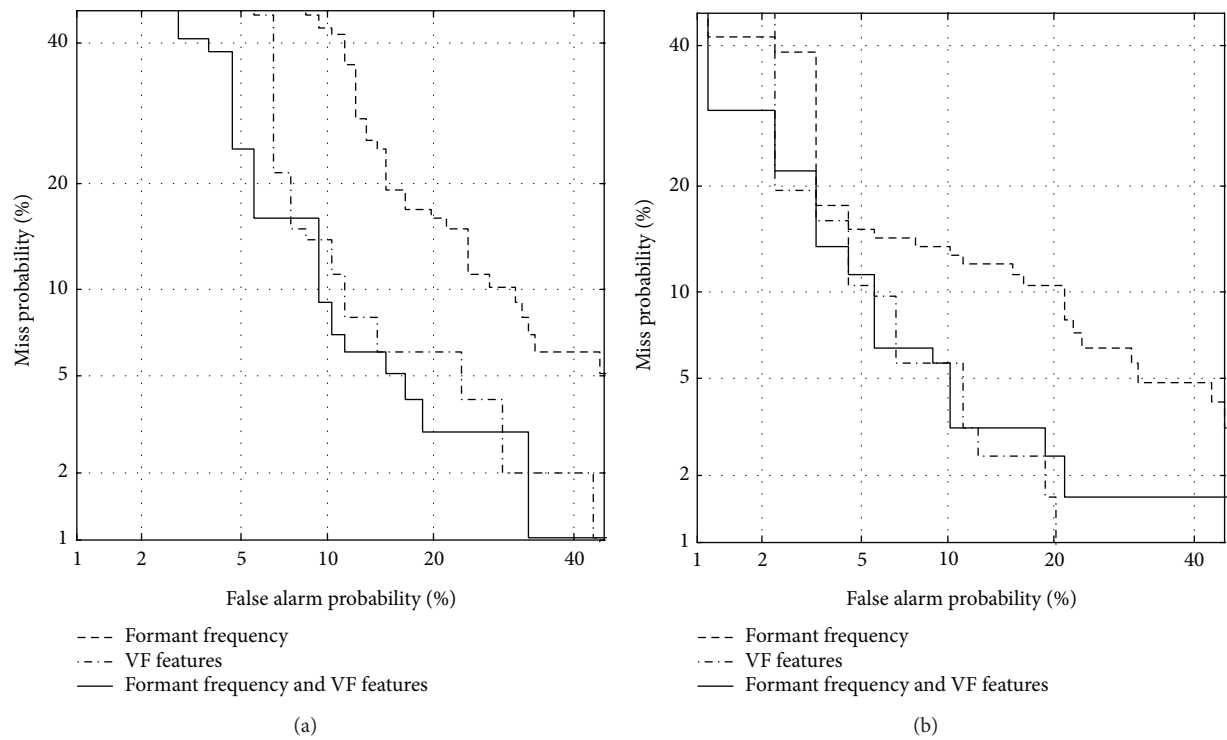 40
20
10
5
2
1
Miss probability (%)
1 2 5 10 20 40
False alarm probability (%)
Formant frequency
VF features
Formant frequency and VF features
(a)
40
20
10
5
2
1
Miss probability (%)
1 2 5 10 20 40
False alarm probability (%)
Formant frequency
VF features
Formant frequency and VF features
(b)